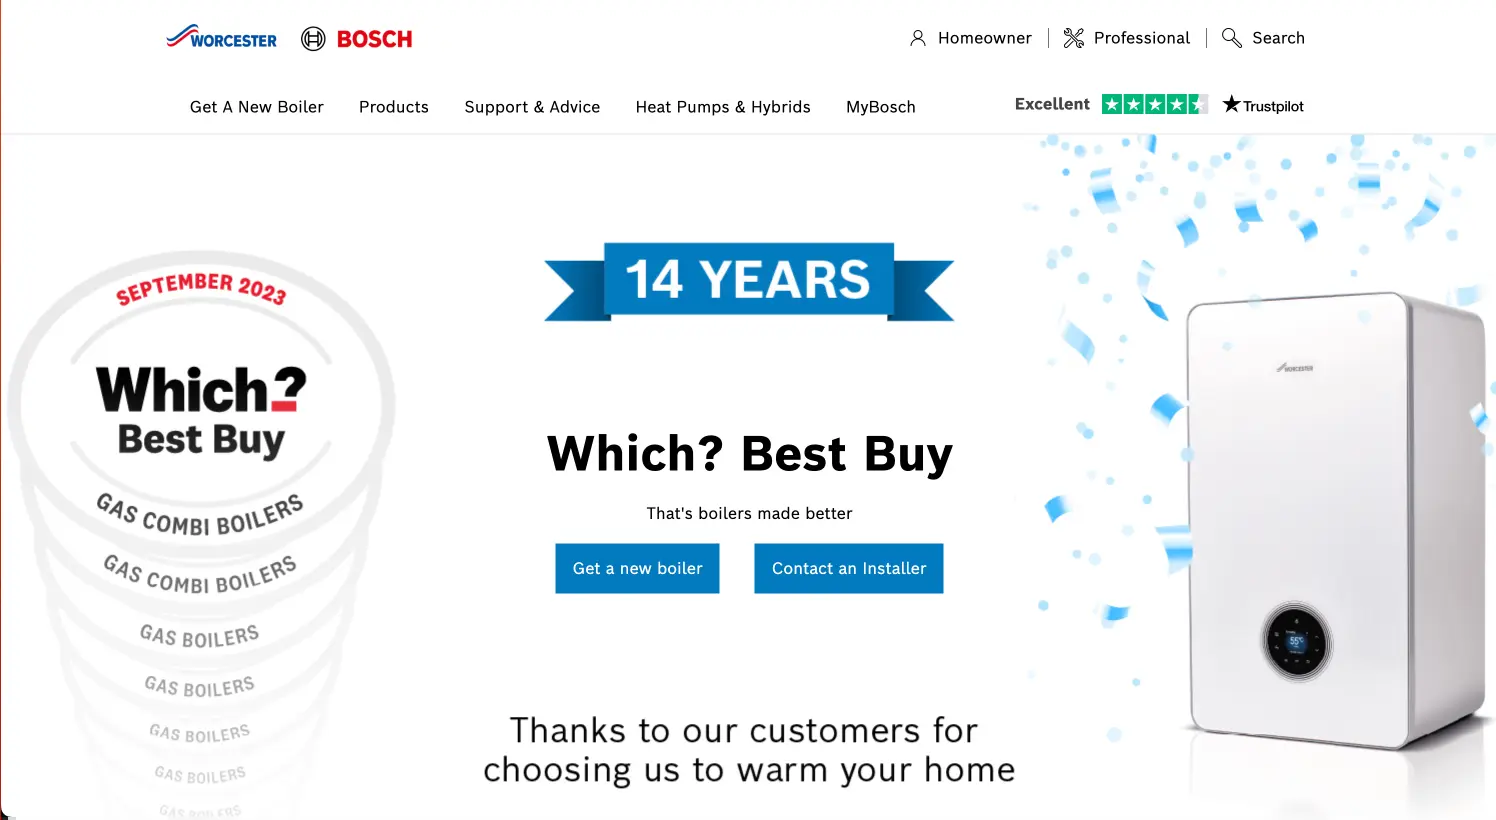 WORCESTER
BOSCH
Homeowner
Professional
Search
Get A New Boiler
Products
Support & Advice
Heat Pumps & Hybrids
MyBosch
Excellent
Trustpilot
SEPTEMBER 2023
Which?
Best Buy
GAS COMBI BOILERS
GAS COMBI BOILERS
GAS BOILERS
GAS BOILERS
GAS BOILERS
GAS BOILERS
GAS BOILERS
14 YEARS
Which? Best Buy
That's boilers made better
Get a new boiler
Contact an Installer
Thanks to our customers for
choosing us to warm your home
WORCESTER
55°C